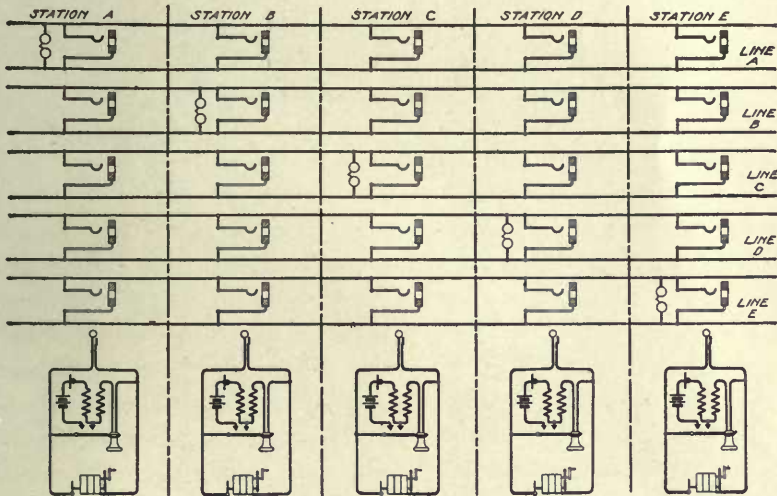 STATION A STATION B STATION C STATION D STATION E
LINE
A
LINE
B
LINE
C
LINE
D
LINE
E